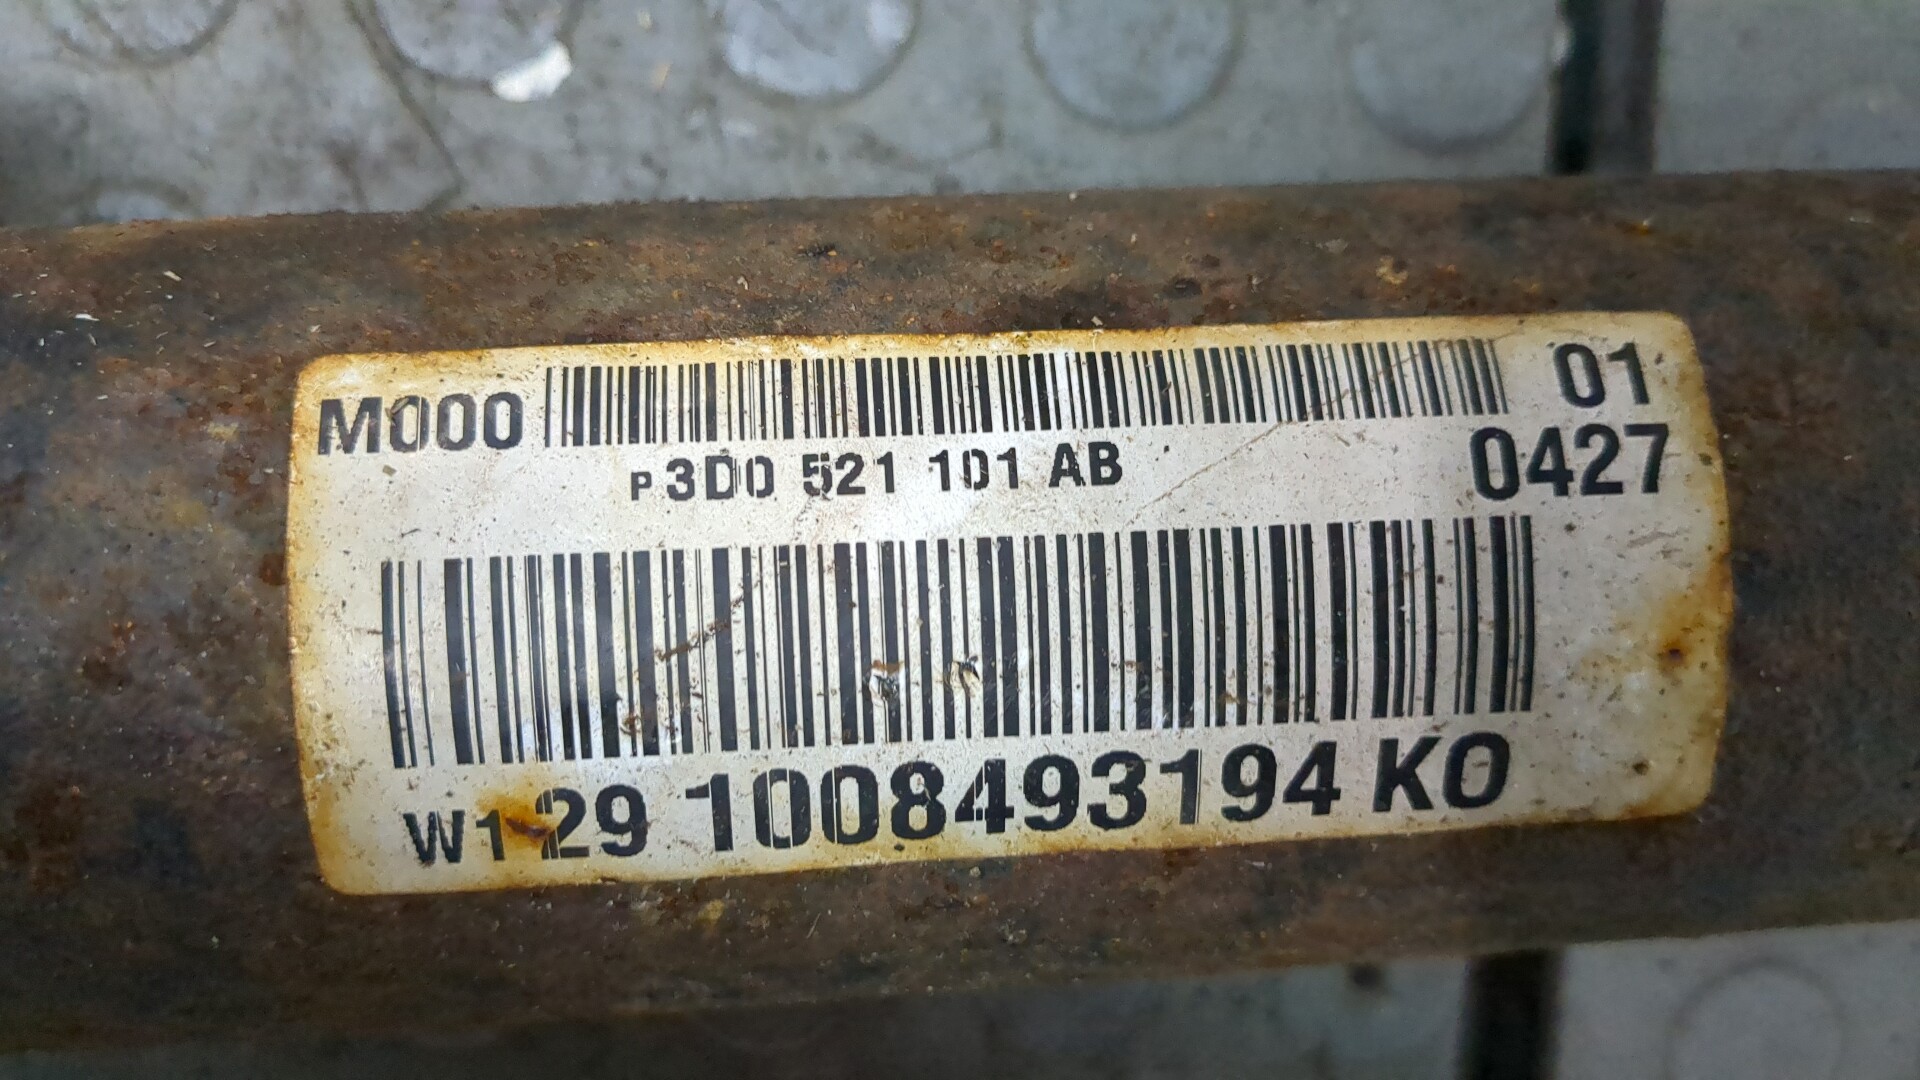 M000 01
P 3D0 521 101 AB 0427
W129 1008493194 KO